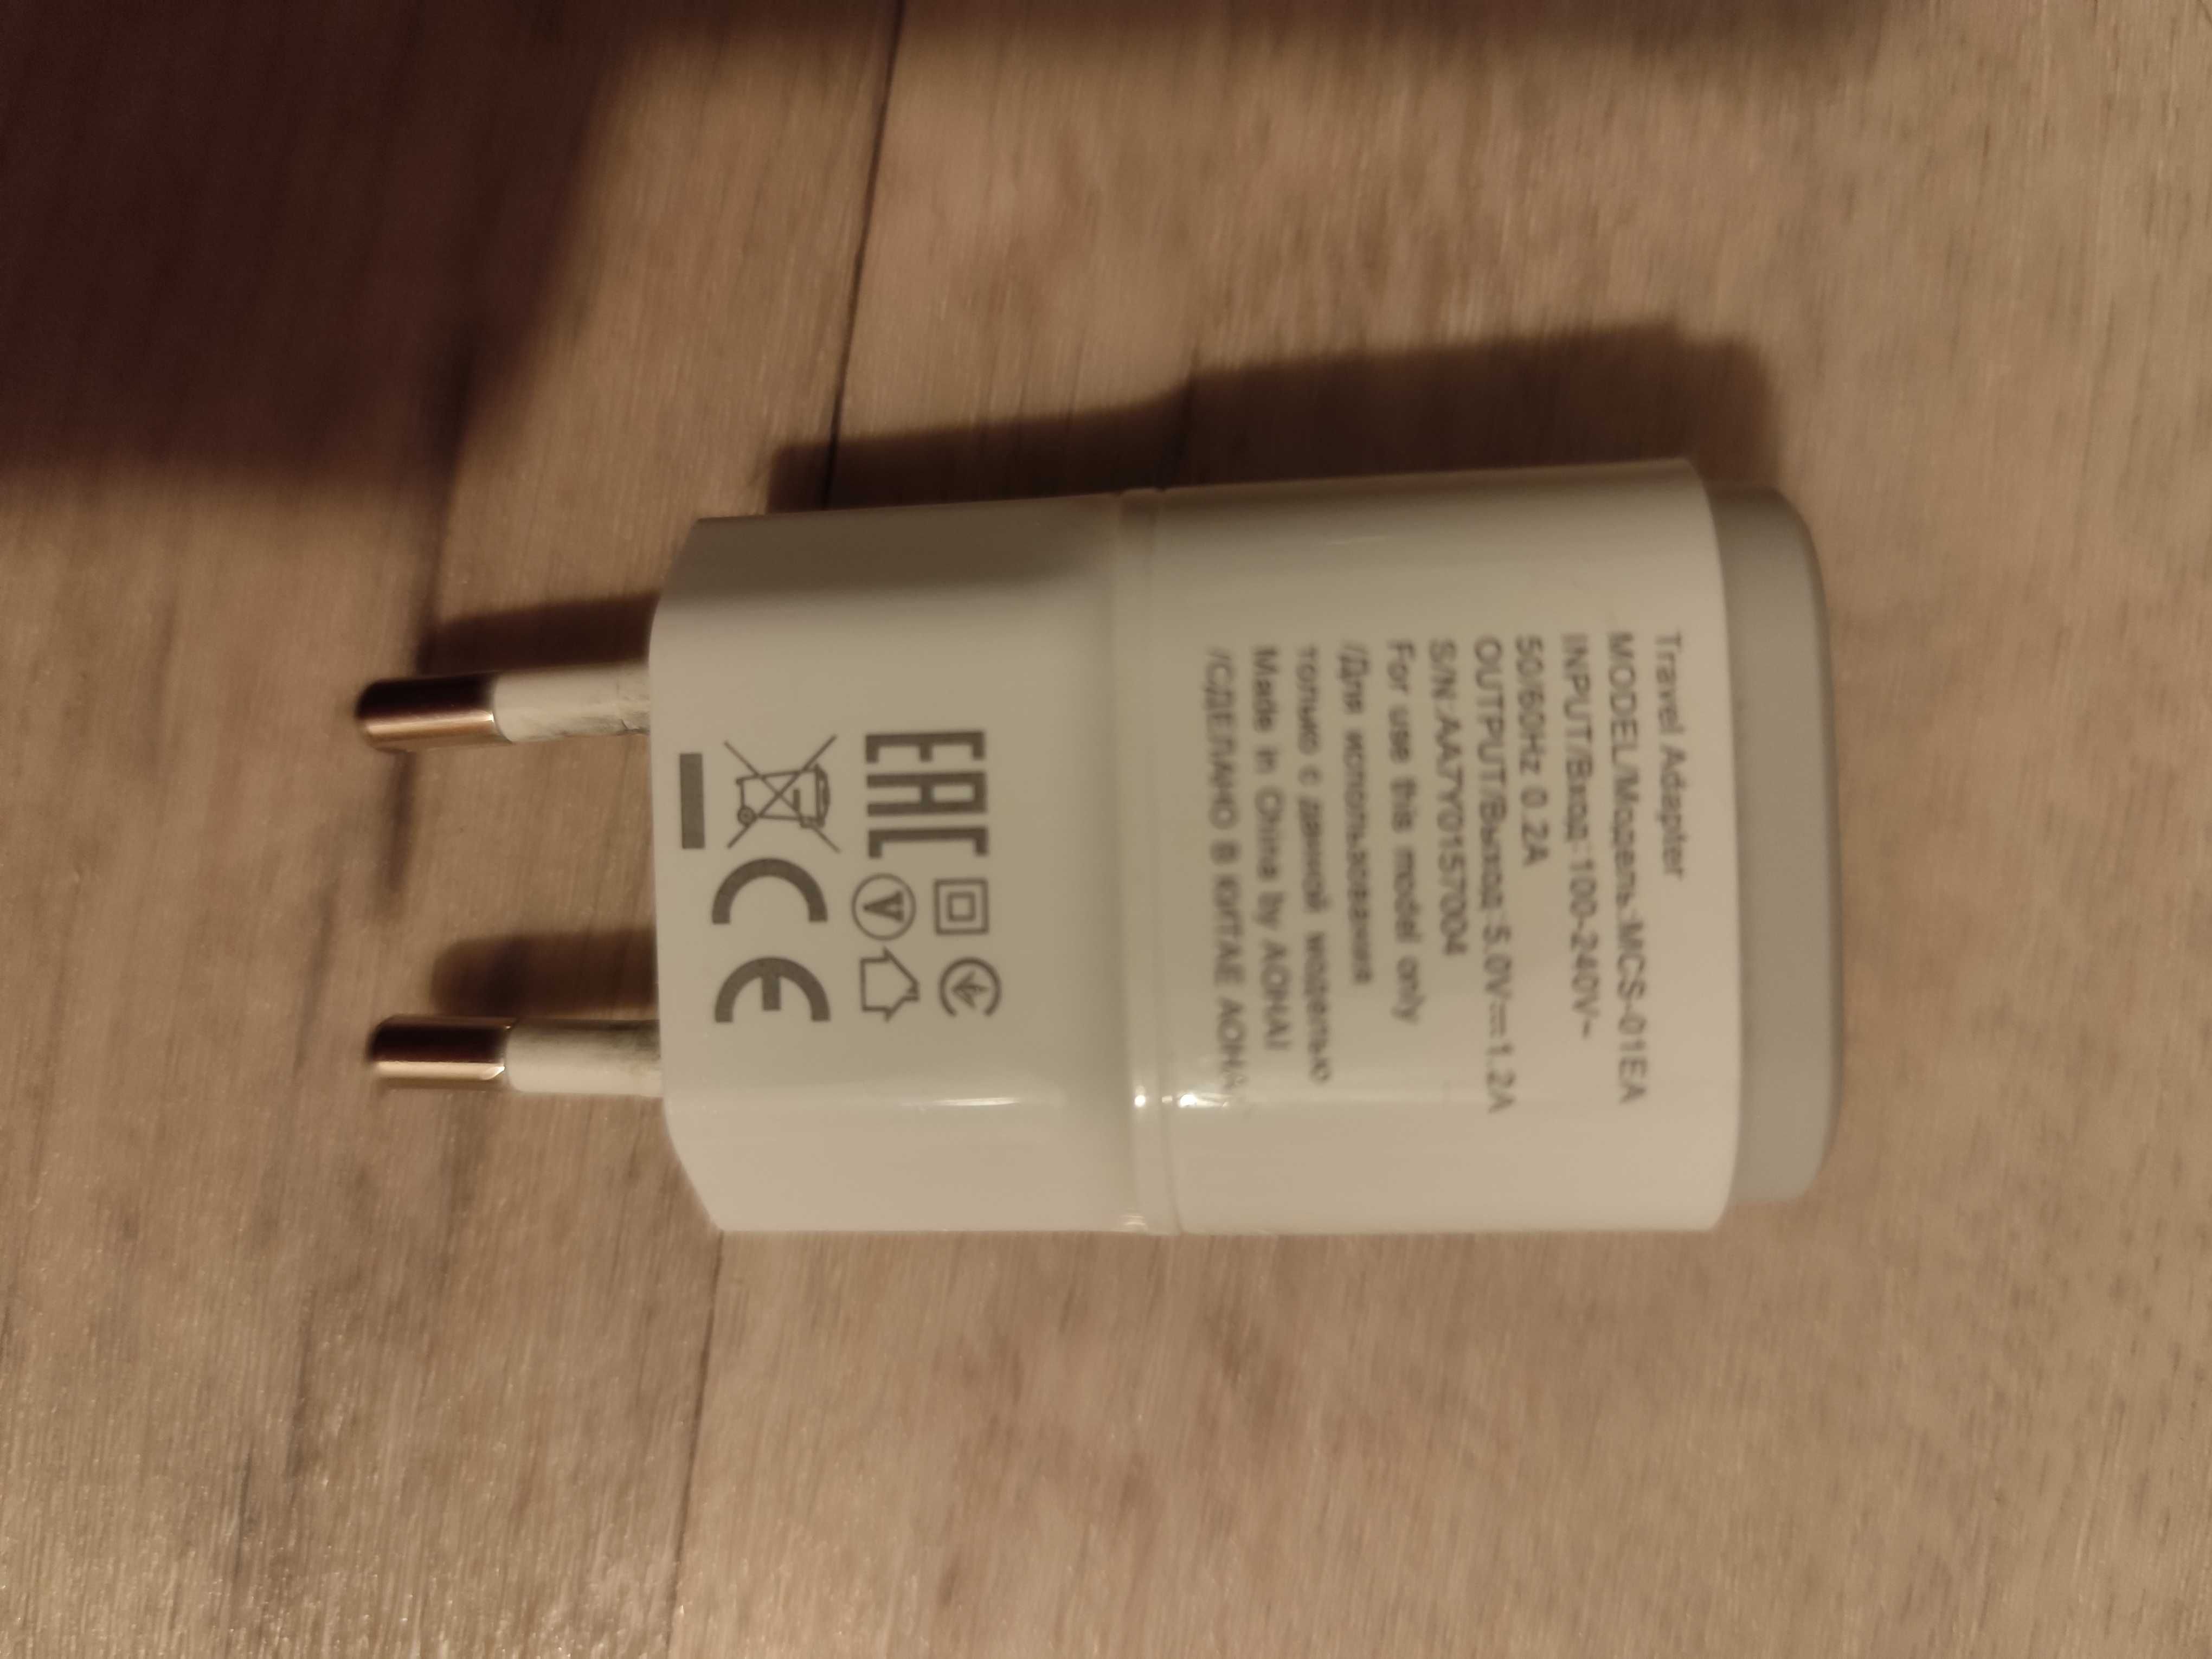 Travel Adapter
MODEL/Модель:MCS-01EA
INPUT/Вход:100-240V~
50/60Hz 0.2A
OUTPUT/Выход:5.0V⎓1.2A
S/N:AA7Y0157004
For use this model only
/Для использования
только с данной моделью
Made in China by AOHAI
/СДЕЛАНО В КИТАЕ AOHAI
EAC
V
CE